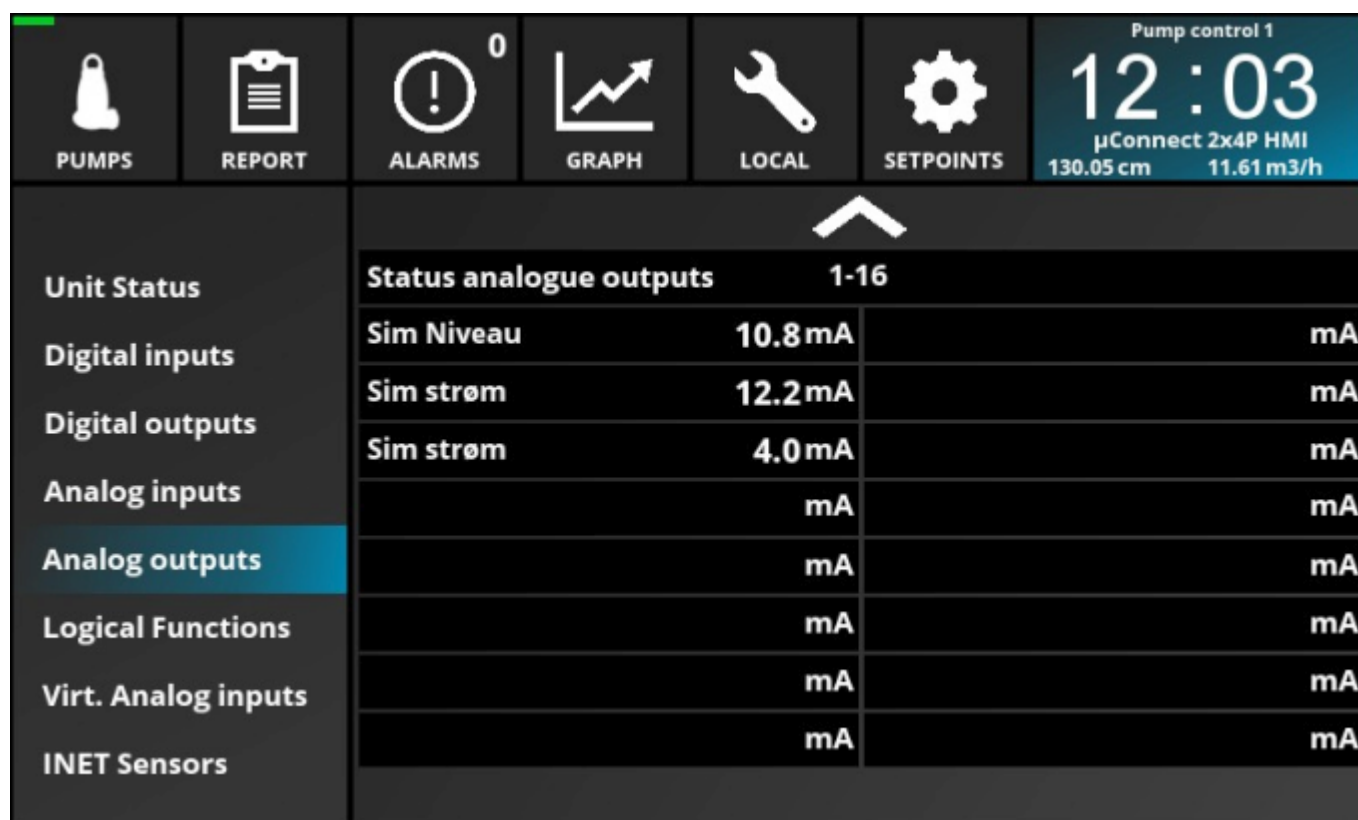 PUMPS
REPORT
0
ALARMS
GRAPH
LOCAL
SETPOINTS
Pump control 1
12 : 03
µConnect 2x4P HMI
130.05 cm 11.61 m3/h
Unit Status
Digital inputs
Digital outputs
Analog inputs
Analog outputs
Logical Functions
Virt. Analog inputs
INET Sensors
Status analogue outputs 1-16
Sim Niveau 10.8 mA mA
Sim strøm 12.2 mA mA
Sim strøm 4.0 mA mA
mA mA
mA mA
mA mA
mA mA
mA mA